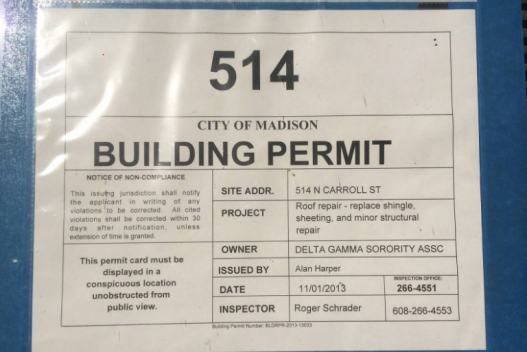 514
CITY OF MADISON
BUILDING PERMIT
NOTICE OF NON-COMPLIANCE
This issuing jurisdiction shall notify
the applicant in writing of any
violations to be corrected. All cited
violations shall be corrected within 30
days after notification, unless
extension of time is granted.
This permit card must be
displayed in a
conspicuous location
unobstructed from
public view.
SITE ADDR. 514 N CARROLL ST
PROJECT Roof repair - replace shingle,
sheeting, and minor structural
repair
OWNER DELTA GAMMA SORORITY ASSC
ISSUED BY Alan Harper
DATE 11/01/2013 INSPECTION OFFICE:
266-4551
INSPECTOR Roger Schrader 608-266-4553
Building Permit Number: